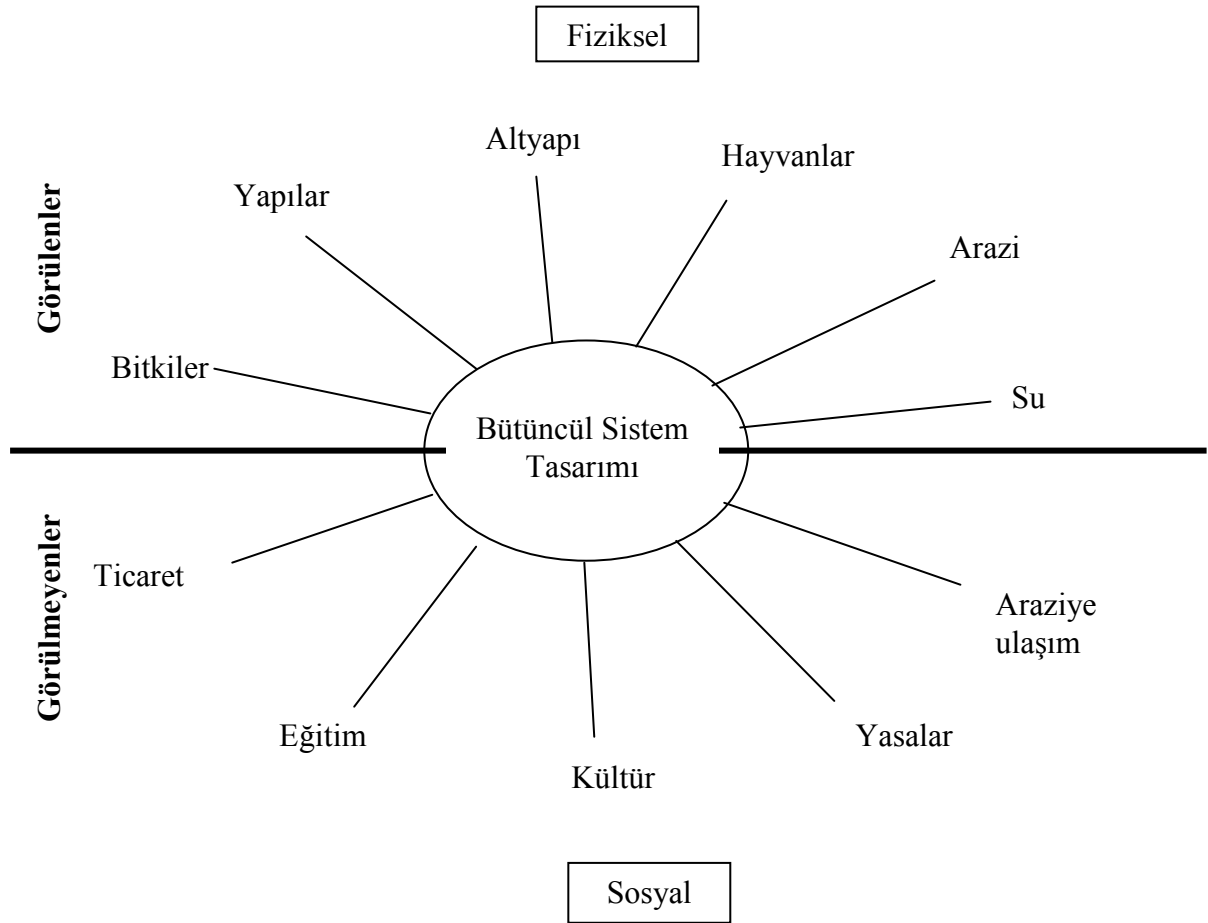 Fiziksel
Altyapı
Hayvanlar
Yapılar
Arazi
Görülenler
Bitkiler
Su
Bütüncül Sistem
Tasarımı
Görülmeyenler
Ticaret
Araziye
ulaşım
Eğitim
Yasalar
Kültür
Sosyal